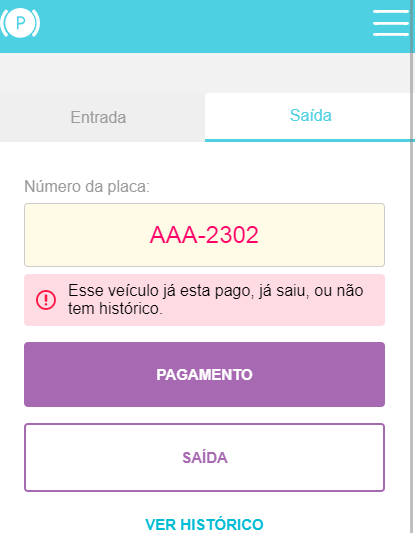 P
Entrada
Saída
Número da placa:
AAA-2302
Esse veículo já esta pago, já saiu, ou não
tem histórico.
PAGAMENTO
SAÍDA
VER HISTÓRICO